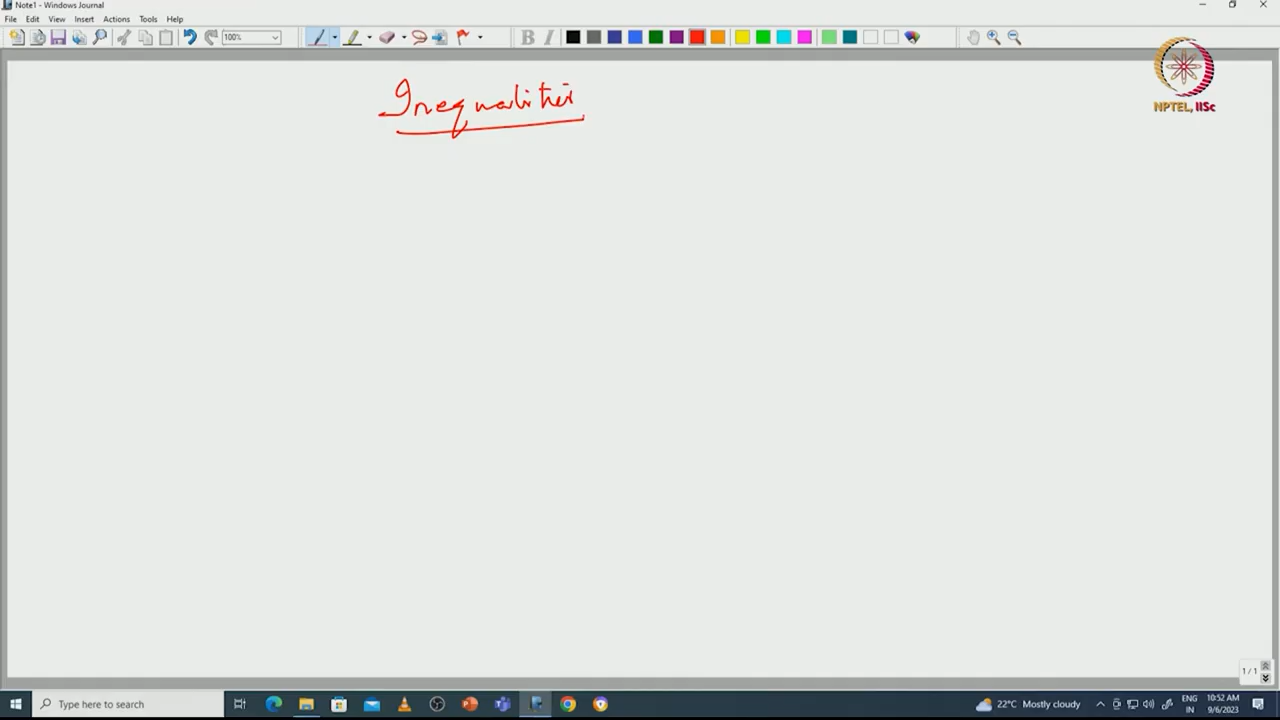 Note1 - Windows Journal
File Edit View Insert Actions Tools Help
100%
B I
NPTEL, IISc
Inequalities
1 / 1
Type here to search
22°C Mostly cloudy
ENG
IN
10:52 AM
9/6/2023